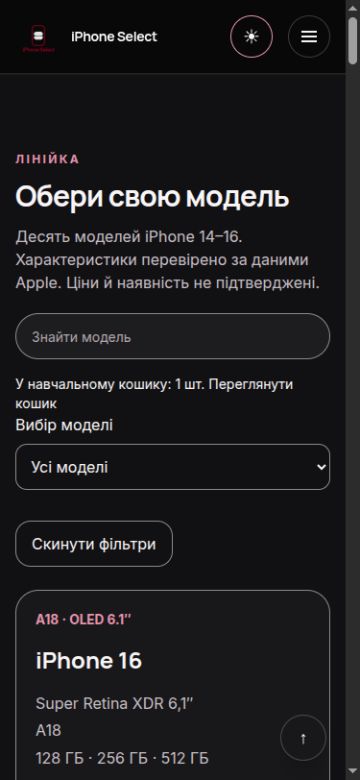 iPhone Select
ЛІНІЙКА
Обери свою модель
Десять моделей iPhone 14–16.
Характеристики перевірено за даними
Apple. Ціни й наявність не підтверджені.
Знайти модель
У навчальному кошику: 1 шт. Переглянути
кошик
Вибір моделі
Усі моделі
Скинути фільтри
A18 · OLED 6.1″
iPhone 16
Super Retina XDR 6,1″
A18
128 ГБ · 256 ГБ · 512 ГБ
↑